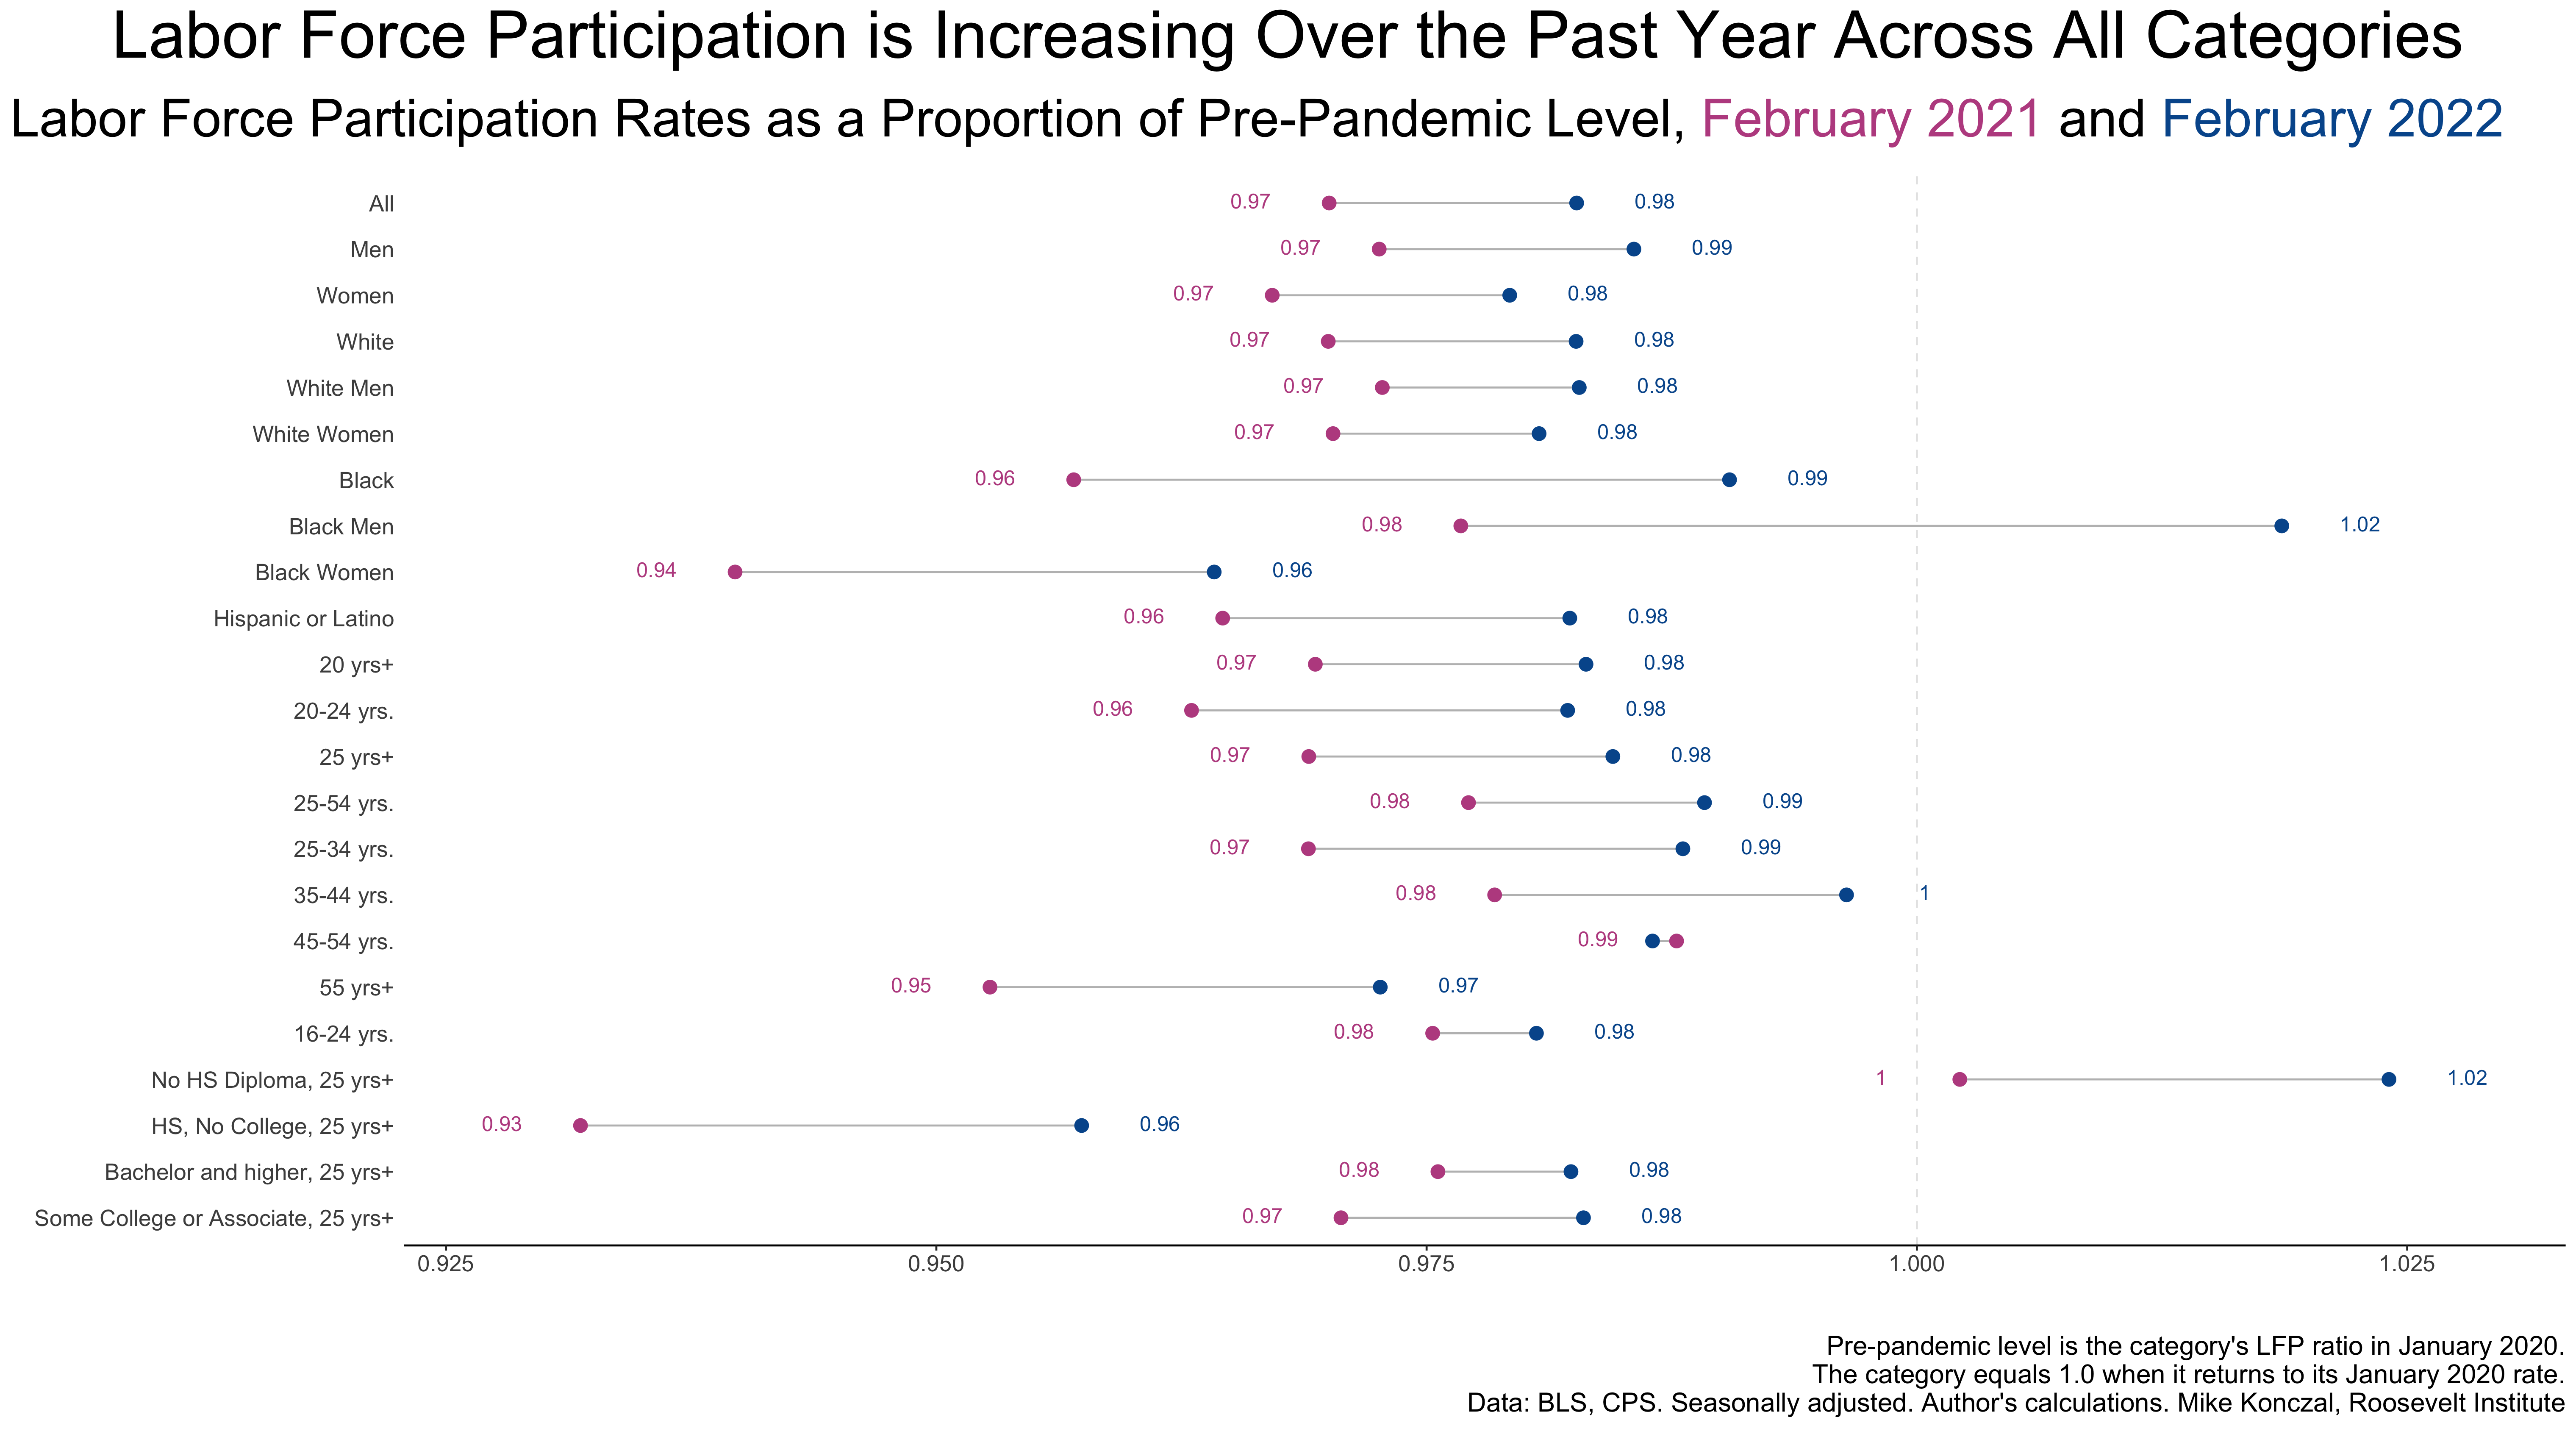 Labor Force Participation is Increasing Over the Past Year Across All Categories
Labor Force Participation Rates as a Proportion of Pre-Pandemic Level, February 2021 and February 2022
All 0.97 0.98
Men 0.97 0.99
Women 0.97 0.98
White 0.97 0.98
White Men 0.97 0.98
White Women 0.97 0.98
Black 0.96 0.99
Black Men 0.98 1.02
Black Women 0.94 0.96
Hispanic or Latino 0.96 0.98
20 yrs+ 0.97 0.98
20-24 yrs. 0.96 0.98
25 yrs+ 0.97 0.98
25-54 yrs. 0.98 0.99
25-34 yrs. 0.97 0.99
35-44 yrs. 0.98 1
45-54 yrs. 0.99
55 yrs+ 0.95 0.97
16-24 yrs. 0.98 0.98
No HS Diploma, 25 yrs+ 1 1.02
HS, No College, 25 yrs+ 0.93 0.96
Bachelor and higher, 25 yrs+ 0.98 0.98
Some College or Associate, 25 yrs+ 0.97 0.98
0.925 0.950 0.975 1.000 1.025
Pre-pandemic level is the category's LFP ratio in January 2020.
The category equals 1.0 when it returns to its January 2020 rate.
Data: BLS, CPS. Seasonally adjusted. Author's calculations. Mike Konczal, Roosevelt Institute